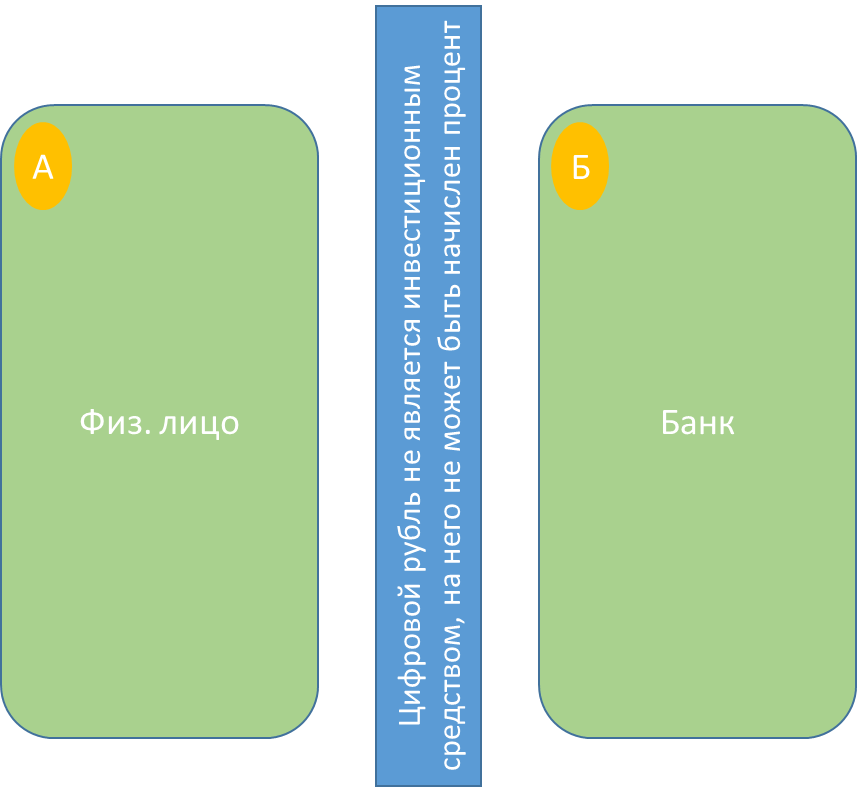 А
Физ. лицо
Цифровой рубль не является инвестиционным
средством, на него не может быть начислен процент
Б
Банк